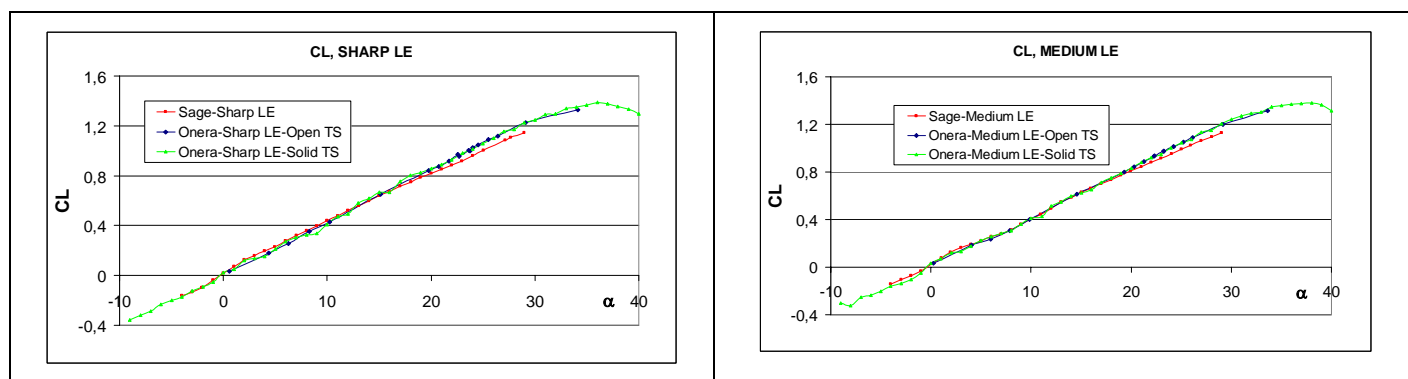 CL, SHARP LE
1,6
1,2
0,8
0,4
0
-0,4
CL
-10
0
10
20
30
40
α
Sage-Sharp LE
Onera-Sharp LE-Open TS
Onera-Sharp LE-Solid TS
CL, MEDIUM LE
1,6
1,2
0,8
0,4
0
-0,4
CL
-10
0
10
20
30
40
α
Sage-Medium LE
Onera-Medium LE-Open TS
Onera-Medium LE-Solid TS